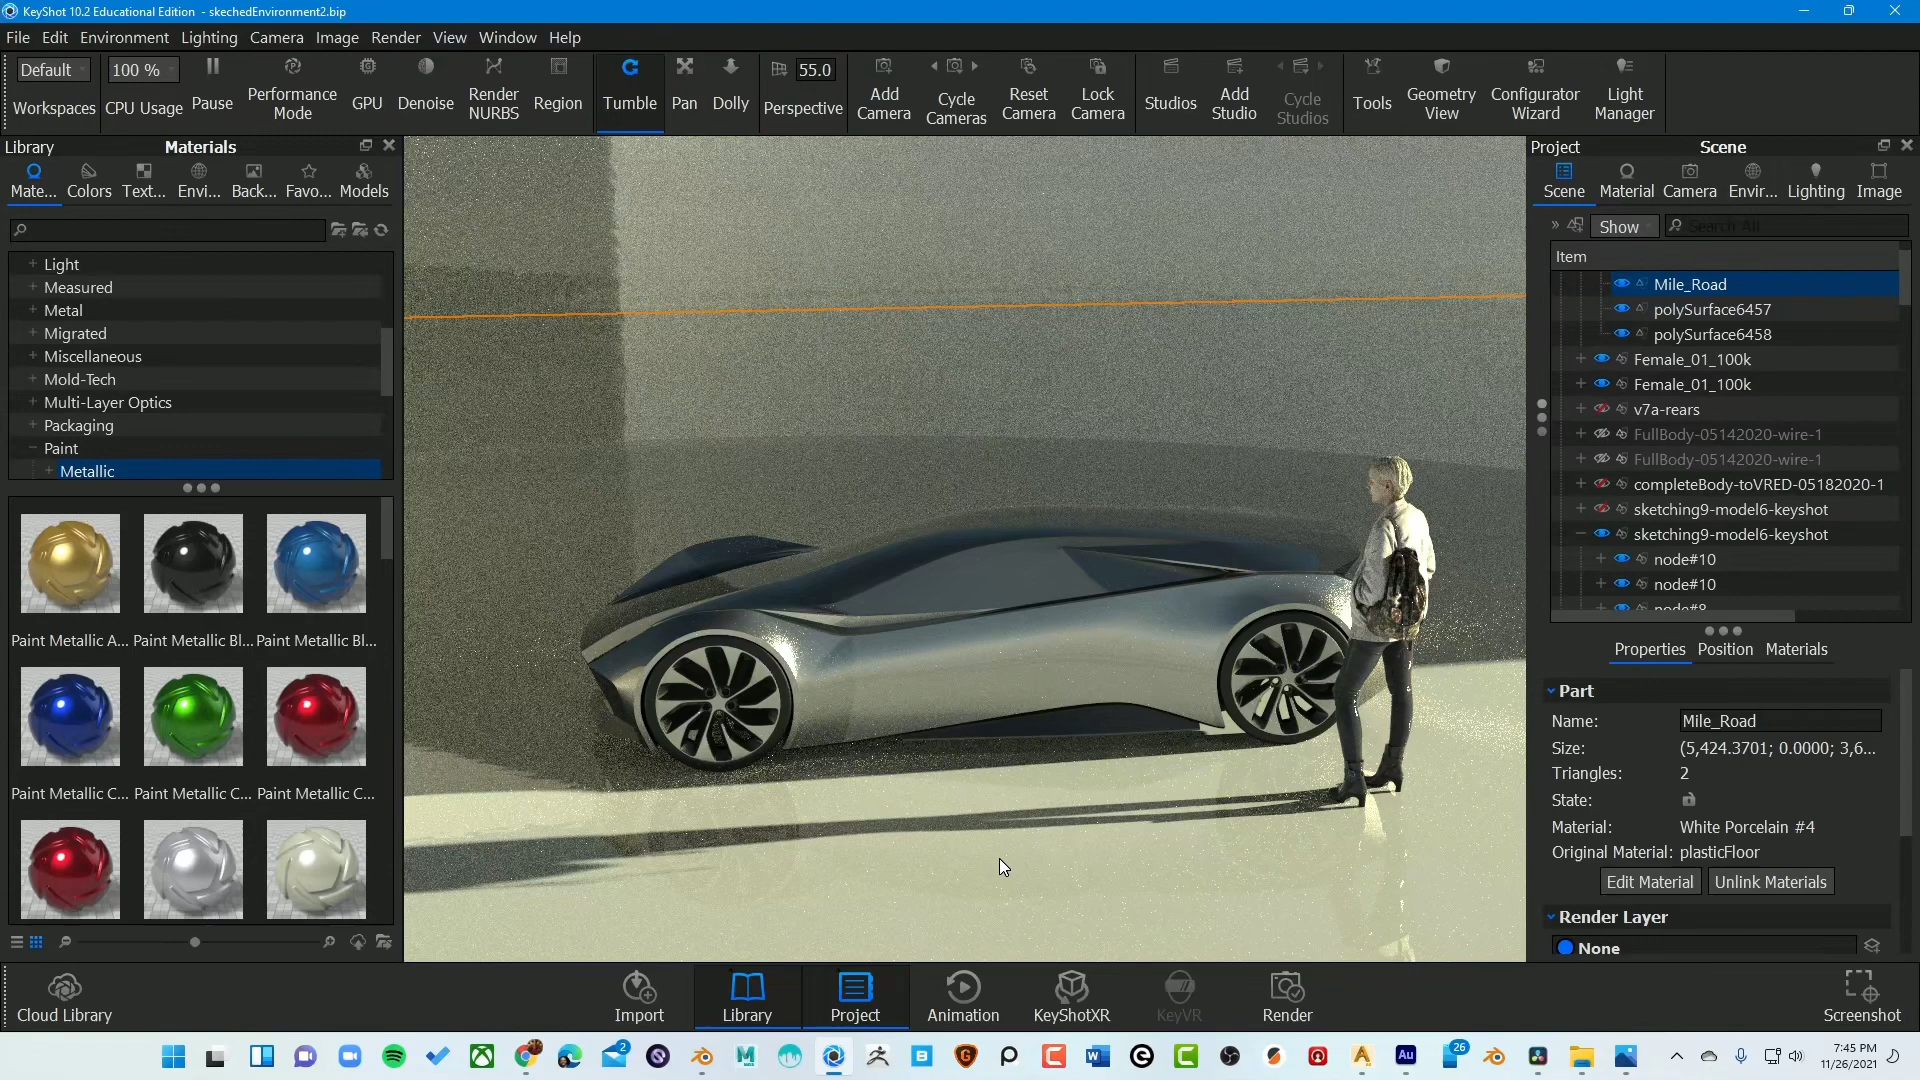 KeyShot 10.2 Educational Edition - skechedEnvironment2.bip
File Edit Environment Lighting Camera Image Render View Window Help
Default 100 % 55.0
Workspaces CPU Usage Pause Performance Mode GPU Denoise Render NURBS Region Tumble Pan Dolly Perspective Add Camera Cycle Cameras Reset Camera Lock Camera Studios Add Studio Cycle Studios Tools Geometry View Configurator Wizard Light Manager
Library Materials
Mate... Colors Text... Envi... Back... Favo... Models
Light
Measured
Metal
Migrated
Miscellaneous
Mold-Tech
Multi-Layer Optics
Packaging
Paint
Metallic
Paint Metallic A... Paint Metallic Bl... Paint Metallic Bl...
Paint Metallic C... Paint Metallic C... Paint Metallic C...
Project Scene
Scene Material Camera Envir... Lighting Image
Show Search All
Item
Mile_Road
polySurface6457
polySurface6458
Female_01_100k
Female_01_100k
v7a-rears
FullBody-05142020-wire-1
FullBody-05142020-wire-1
completeBody-toVRED-05182020-1
sketching9-model6-keyshot
sketching9-model6-keyshot
node#10
node#10
node#8
Properties Position Materials
Part
Name: Mile_Road
Size: (5,424.3701; 0.0000; 3,6...
Triangles: 2
State:
Material: White Porcelain #4
Original Material: plasticFloor
Edit Material Unlink Materials
Render Layer
None
Cloud Library Import Library Project Animation KeyShotXR KeyVR Render Screenshot
2
26
7:45 PM
11/26/2021